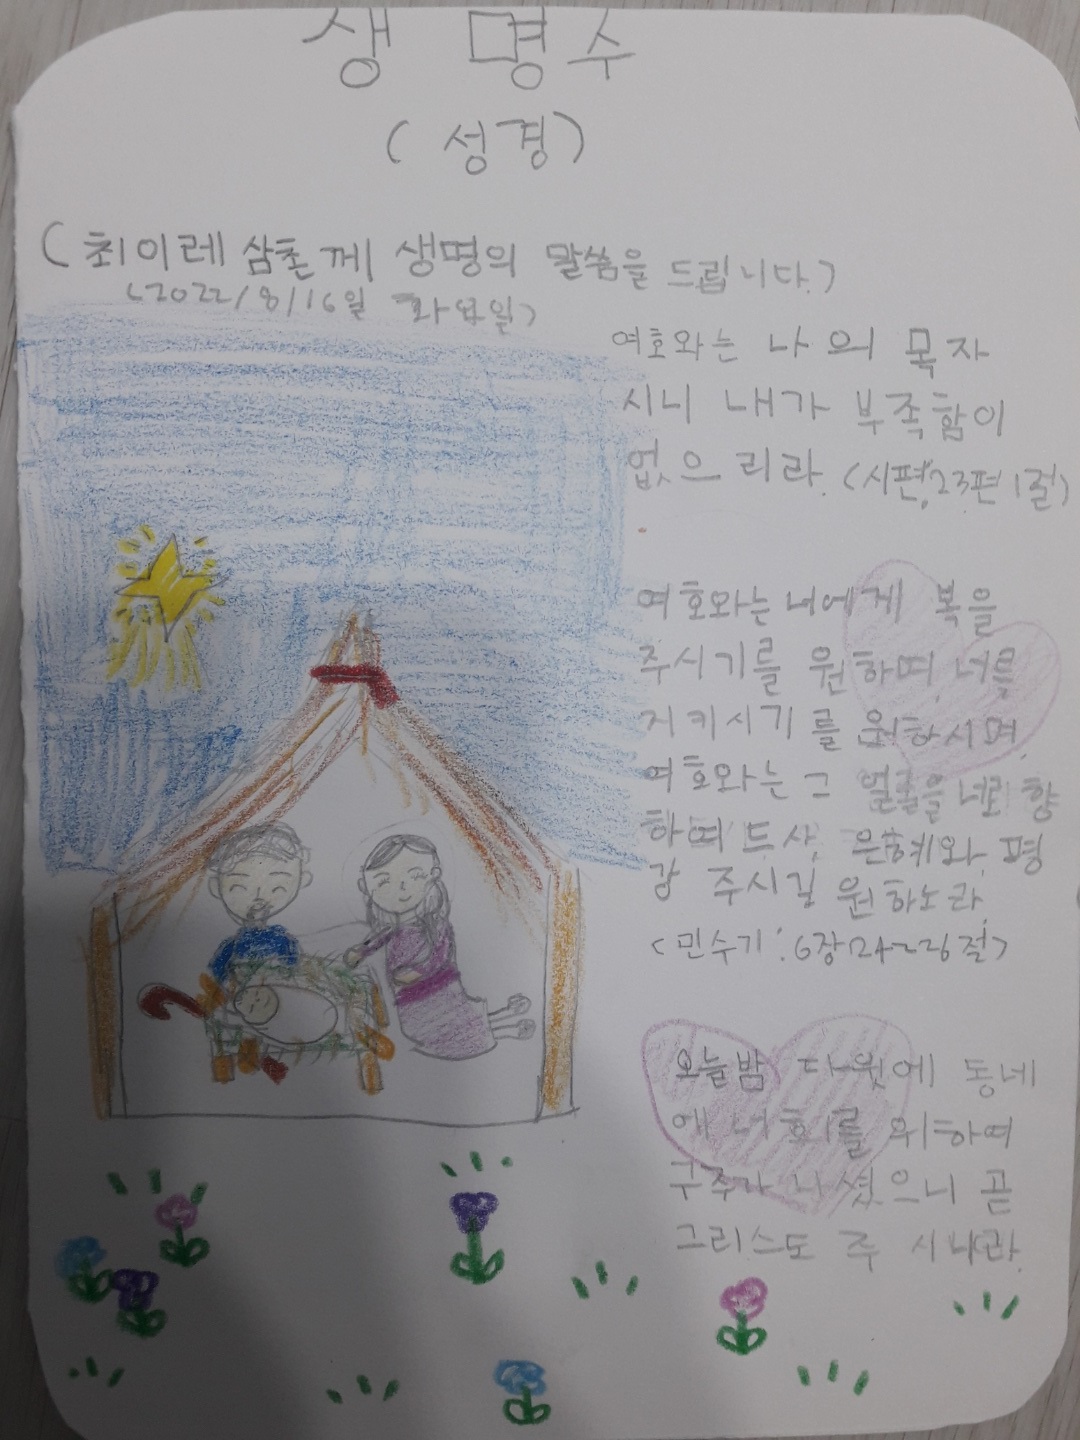 생 명수
(성경)
(최이레 삼촌께 생명의 말씀을 드립니다.)
(2022/8/16일 화요일)
여호와는 나의 목자
시니 내가 부족함이
없으리라. (시편,23편 1절)
여호와는 너에게 복을
주시기를 원하며, 너를
지키시기를 원하시며,
여호와는 그 얼굴을 너로 향
하여 드사, 은혜와, 평
강 주시길 원하노라.
(민수기:6장24~26절)
오늘밤 다윗에 동네
에 너희를 위하여
구주가 나셨으니 곧
그리스도 주 시니라.